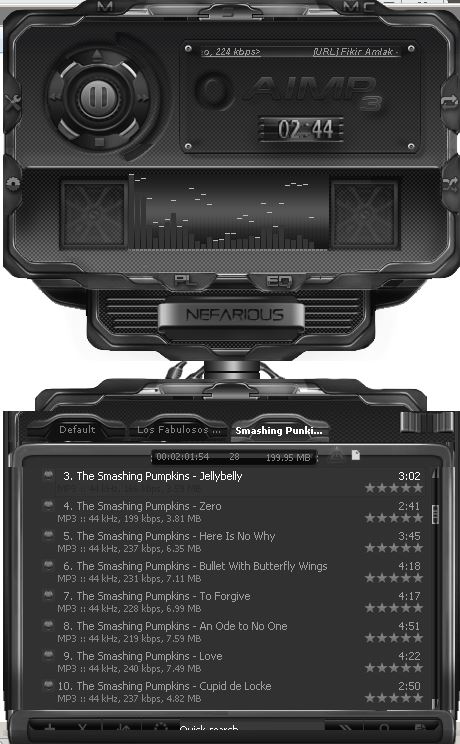 M MC
o, 224 kbps> [URL] Fikir Amlak -
AIMP3
02:44
PL EQ
NEFARIOUS
Default Los Fabulosos ... Smashing Punki...
00:02:01:54 28 199.95 MB
3. The Smashing Pumpkins - Jellybelly 3:02
4. The Smashing Pumpkins - Zero 2:41
MP3 :: 44 kHz, 199 kbps, 3.81 MB
5. The Smashing Pumpkins - Here Is No Why 3:45
MP3 :: 44 kHz, 237 kbps, 6.35 MB
6. The Smashing Pumpkins - Bullet With Butterfly Wings 4:18
MP3 :: 44 kHz, 231 kbps, 7.11 MB
7. The Smashing Pumpkins - To Forgive 4:17
MP3 :: 44 kHz, 228 kbps, 6.99 MB
8. The Smashing Pumpkins - An Ode to No One 4:51
MP3 :: 44 kHz, 219 kbps, 7.59 MB
9. The Smashing Pumpkins - Love 4:22
MP3 :: 44 kHz, 240 kbps, 7.49 MB
10. The Smashing Pumpkins - Cupid de Locke 2:50
MP3 :: 44 kHz, 237 kbps, 4.82 MB
Quick search